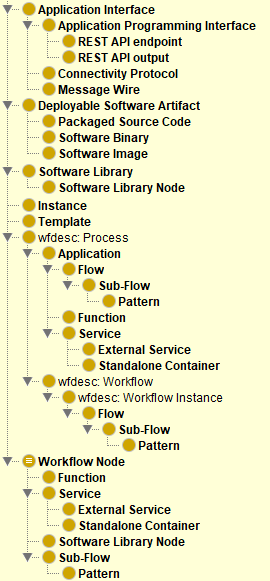 Application Interface
Application Programming Interface
REST API endpoint
REST API output
Connectivity Protocol
Message Wire
Deployable Software Artifact
Packaged Source Code
Software Binary
Software Image
Software Library
Software Library Node
Instance
Template
wfdesc: Process
Application
Flow
Sub-Flow
Pattern
Function
Service
External Service
Standalone Container
wfdesc: Workflow
wfdesc: Workflow Instance
Flow
Sub-Flow
Pattern
Workflow Node
Function
Service
External Service
Standalone Container
Software Library Node
Sub-Flow
Pattern